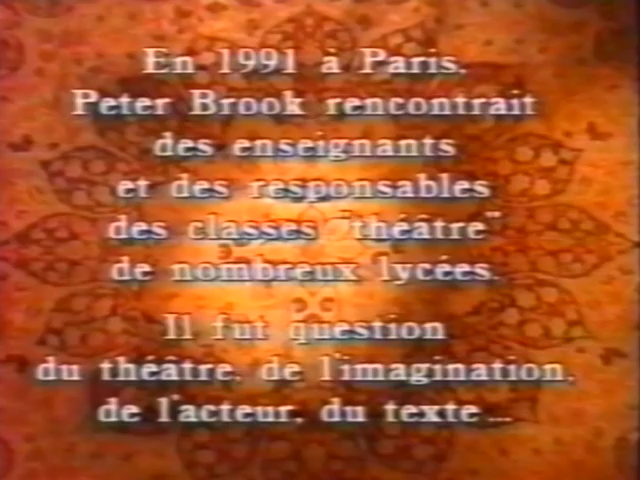 En 1991 à Paris,
Peter Brook rencontrait
des enseignants
et des responsables
des classes "théâtre"
de nombreux lycées.
Il fut question
du théâtre, de l'imagination,
de l'acteur, du texte...